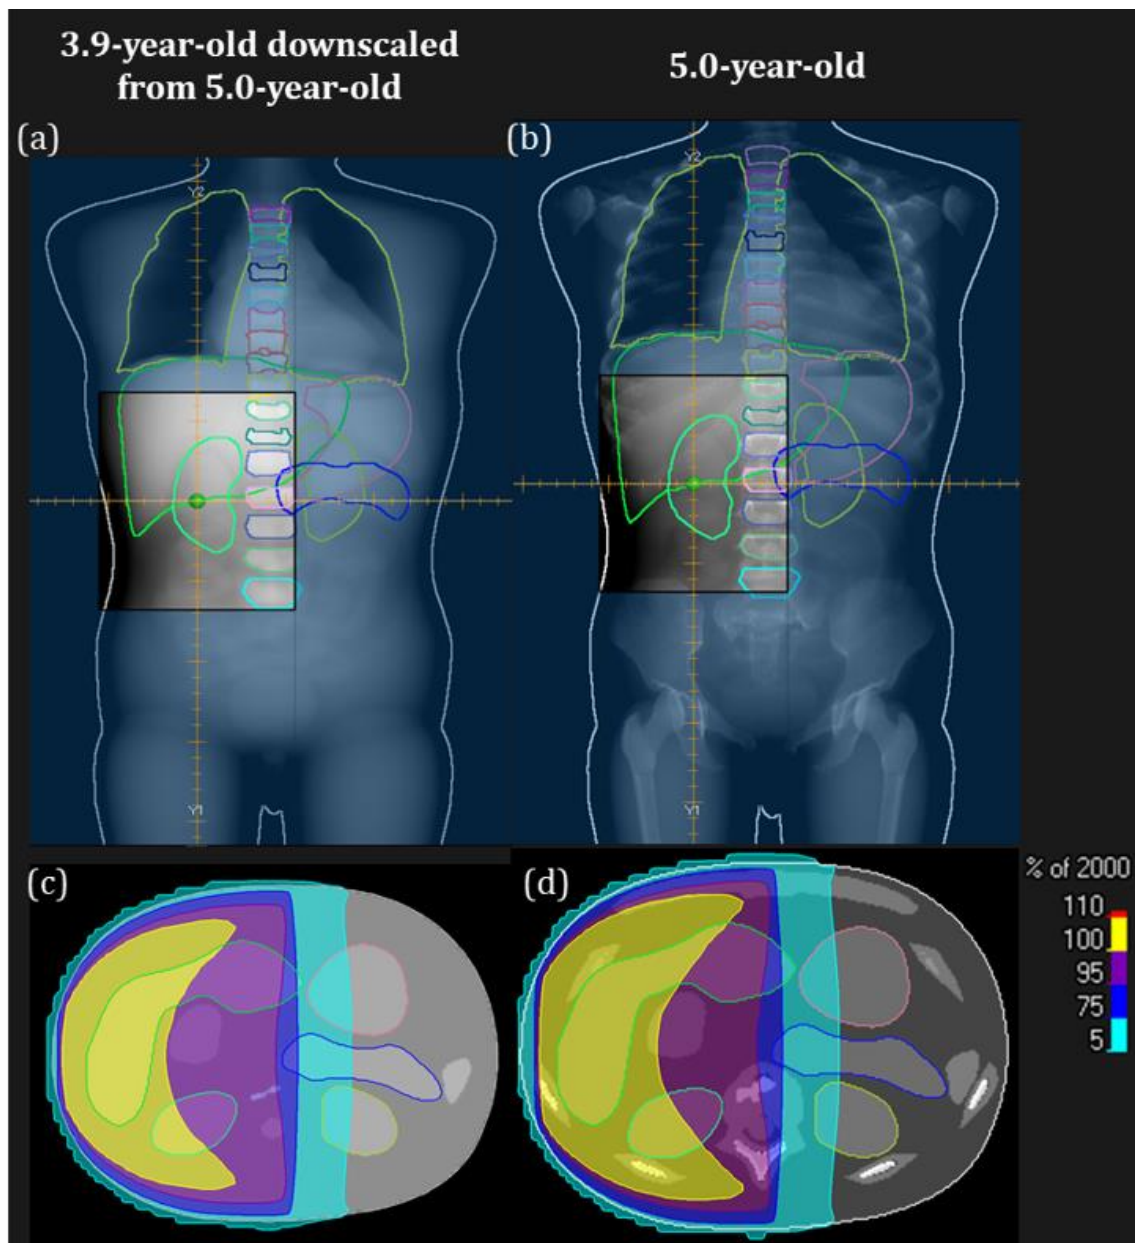 3.9-year-old downscaled
from 5.0-year-old
5.0-year-old
(a)
(b)
Y2
Y2
Y1
Y1
(c)
(d)
% of 2000
110
100
95
75
5